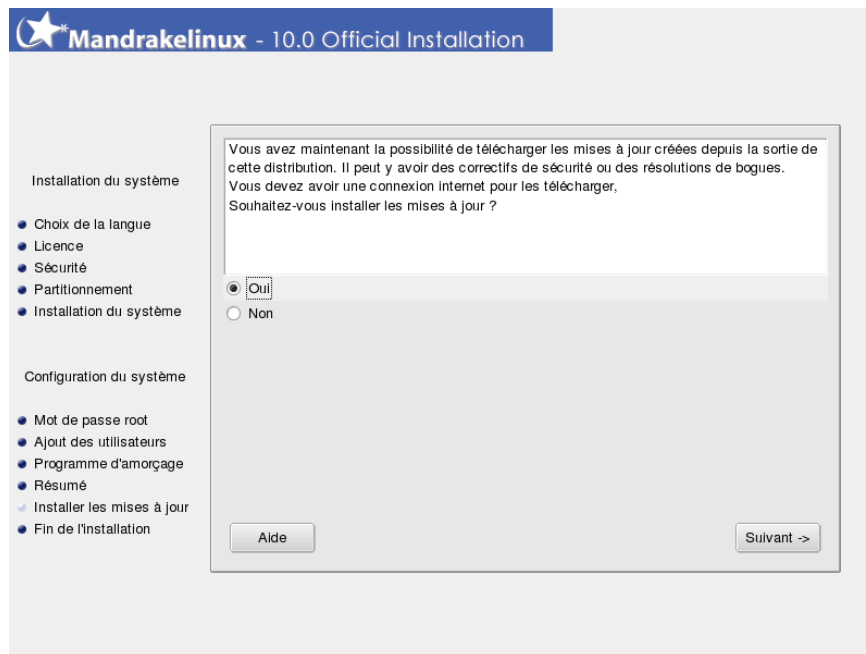 Mandrakelinux - 10.0 Official Installation
Installation du système
Choix de la langue
Licence
Sécurité
Partitionnement
Installation du système
Configuration du système
Mot de passe root
Ajout des utilisateurs
Programme d'amorçage
Résumé
Installer les mises à jour
Fin de l'installation
Vous avez maintenant la possibilité de télécharger les mises à jour créées depuis la sortie de
cette distribution. Il peut y avoir des correctifs de sécurité ou des résolutions de bogues.
Vous devez avoir une connexion internet pour les télécharger,
Souhaitez-vous installer les mises à jour ?
Oui
Non
Aide
Suivant ->